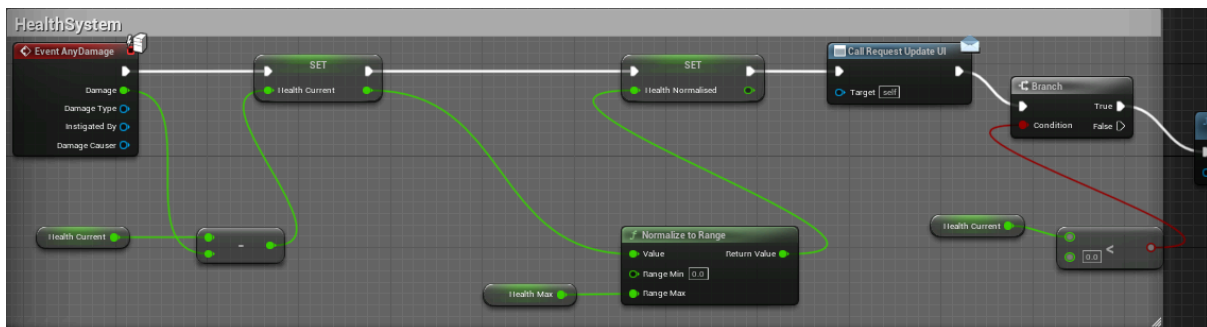 HealthSystem
Event AnyDamage
Damage
Damage Type
Instigated By
Damage Causer
SET
Health Current
SET
Health Normalised
Call Request Update UI
Target self
Branch
True
Condition
False
Health Current
-
Normalize to Range
Value
Return Value
Range Min 0.0
Range Max
Health Max
Health Current
<
0.0